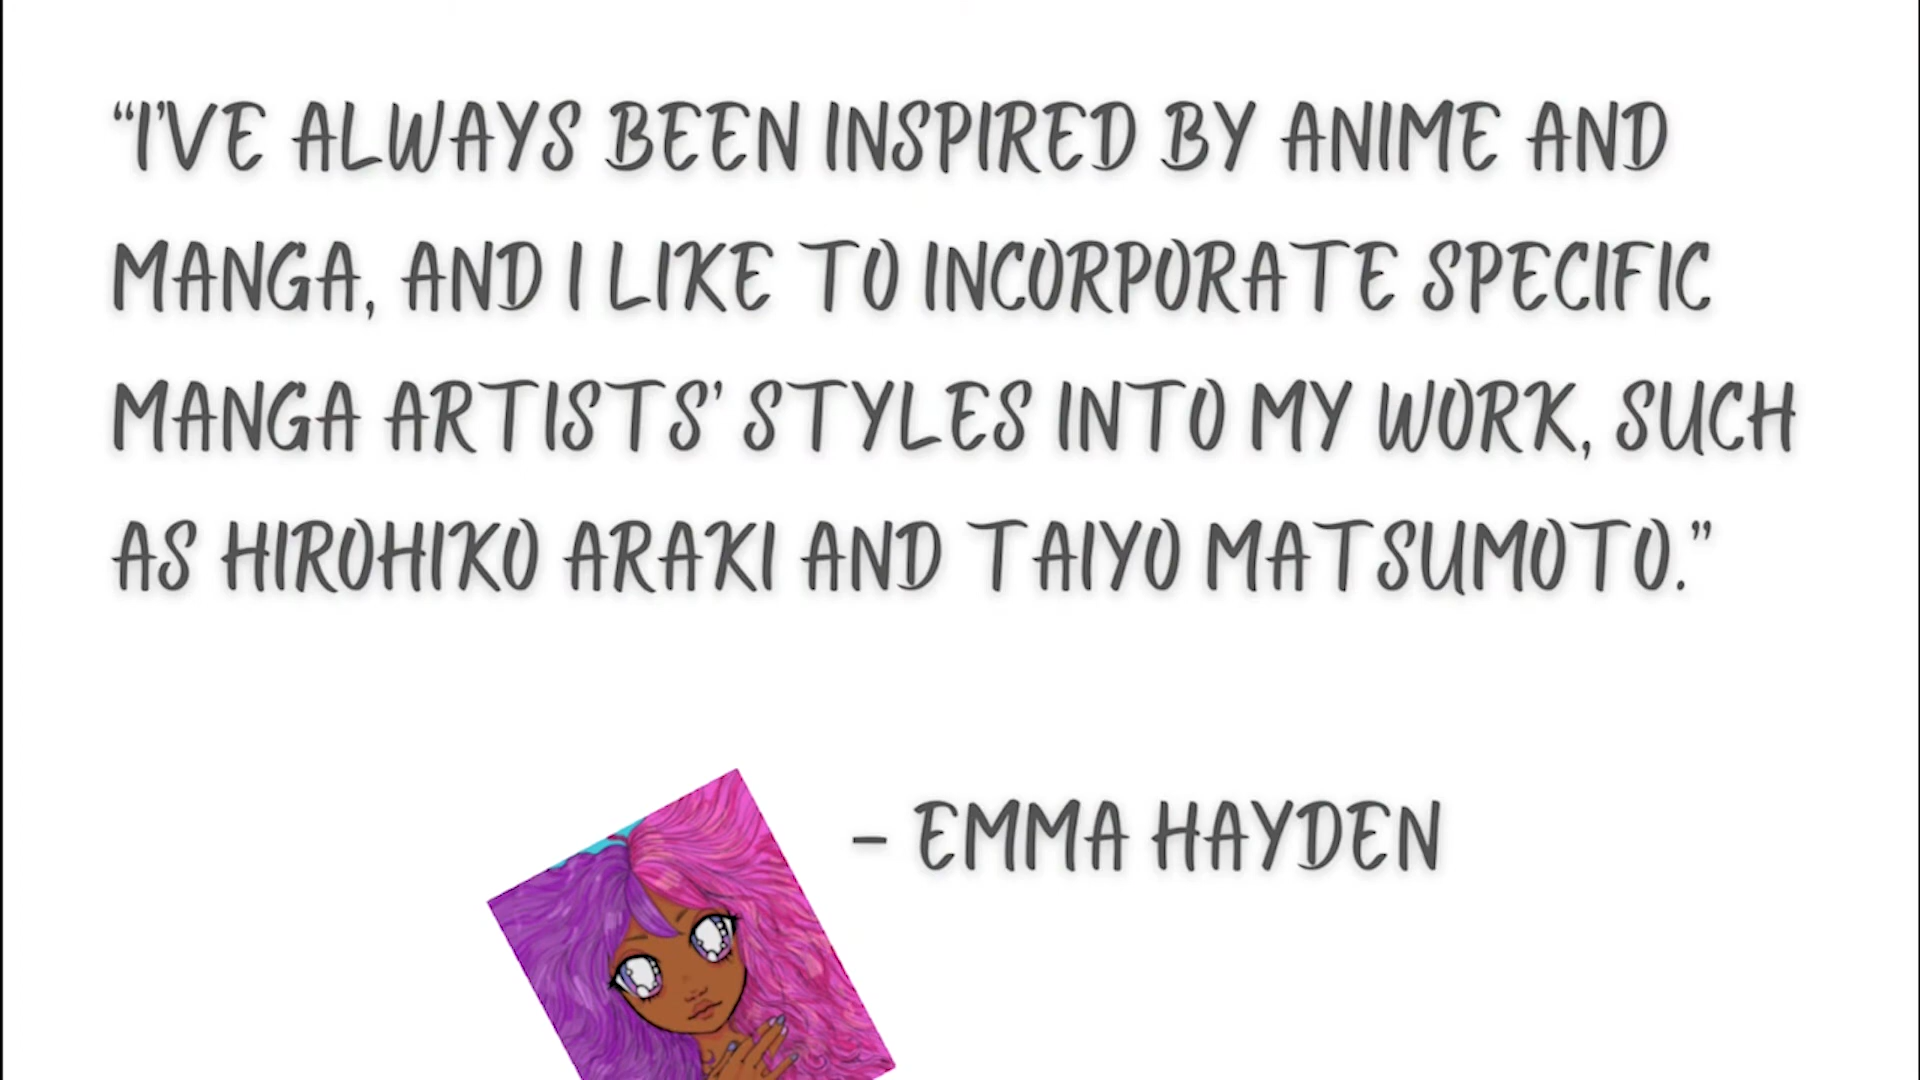 “I’VE ALWAYS BEEN INSPIRED BY ANIME AND
MANGA, AND I LIKE TO INCORPORATE SPECIFIC
MANGA ARTISTS’ STYLES INTO MY WORK, SUCH
AS HIROHIKO ARAKI AND TAIYO MATSUMOTO.”
– EMMA HAYDEN